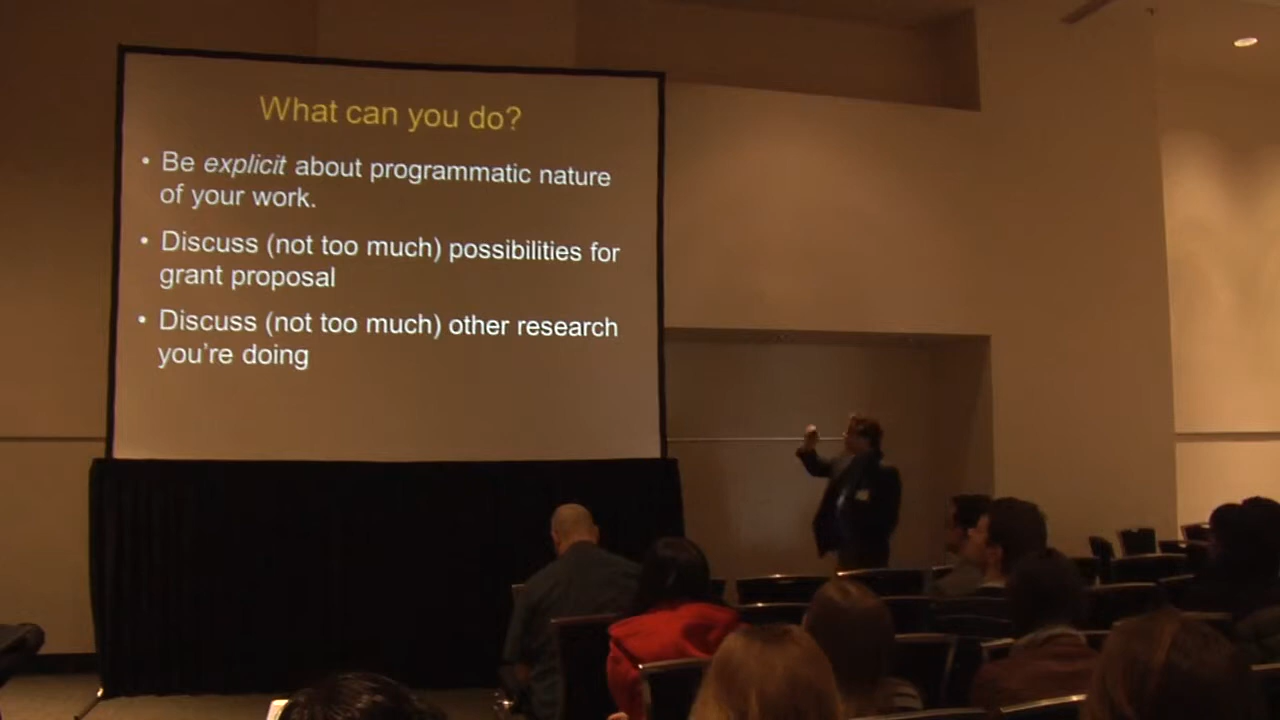 What can you do?
• Be explicit about programmatic nature
of your work.
• Discuss (not too much) possibilities for
grant proposal
• Discuss (not too much) other research
you're doing